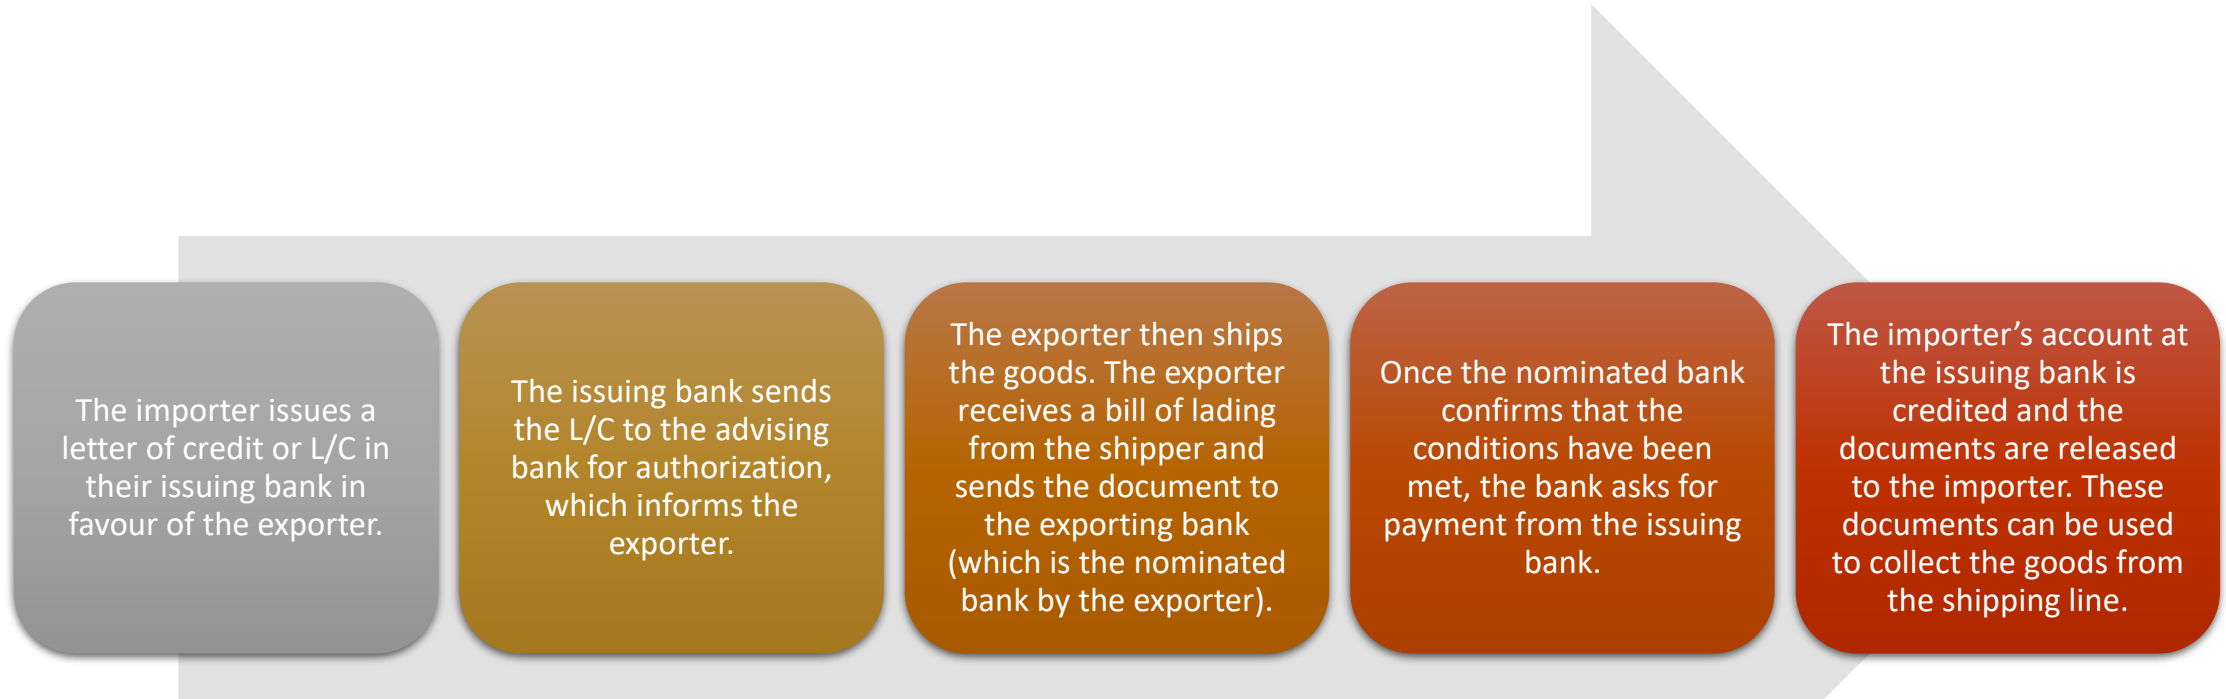 The importer issues a
letter of credit or L/C in
their issuing bank in
favour of the exporter.
The issuing bank sends
the L/C to the advising
bank for authorization,
which informs the
exporter.
The exporter then ships
the goods. The exporter
receives a bill of lading
from the shipper and
sends the document to
the exporting bank
(which is the nominated
bank by the exporter).
Once the nominated bank
confirms that the
conditions have been
met, the bank asks for
payment from the issuing
bank.
The importer’s account at
the issuing bank is
credited and the
documents are released
to the importer. These
documents can be used
to collect the goods from
the shipping line.